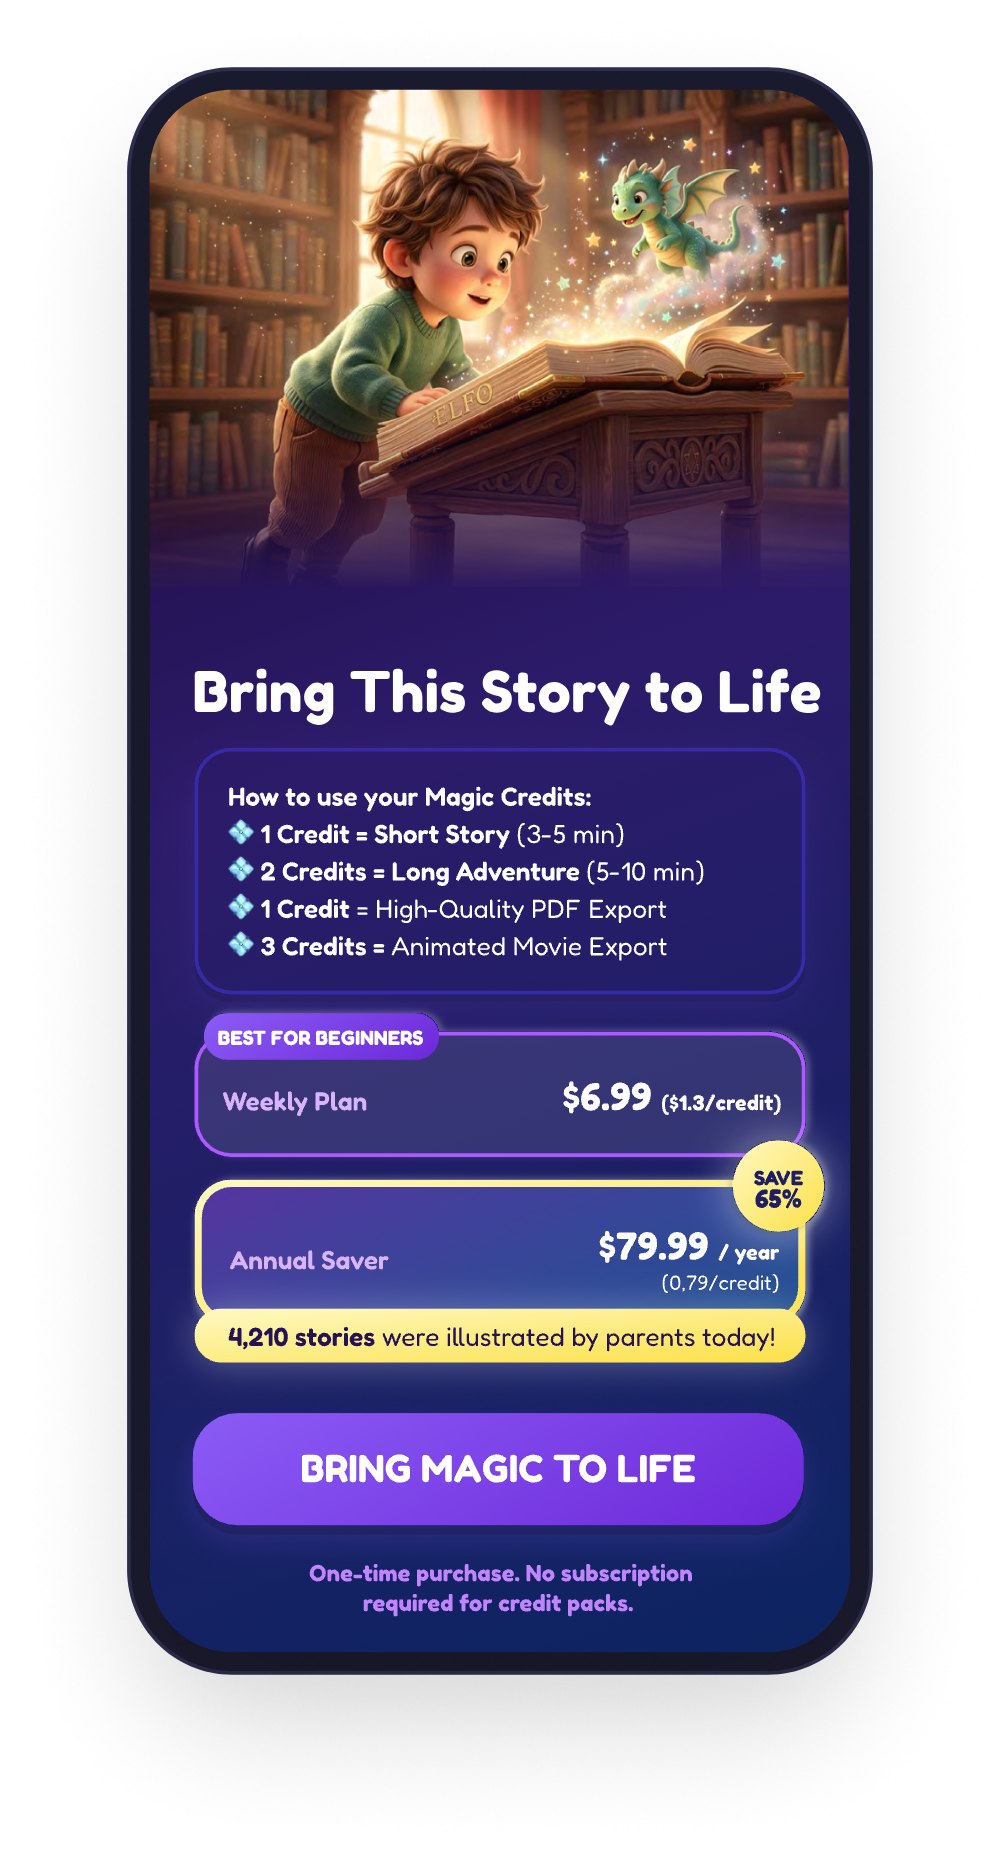 ELFO
Bring This Story to Life
How to use your Magic Credits:
💠 1 Credit = Short Story (3-5 min)
💠 2 Credits = Long Adventure (5-10 min)
💠 1 Credit = High-Quality PDF Export
💠 3 Credits = Animated Movie Export
BEST FOR BEGINNERS
Weekly Plan
$6.99 ($1.3/credit)
SAVE
65%
Annual Saver
$79.99 / year
(0,79/credit)
4,210 stories were illustrated by parents today!
BRING MAGIC TO LIFE
One-time purchase. No subscription
required for credit packs.